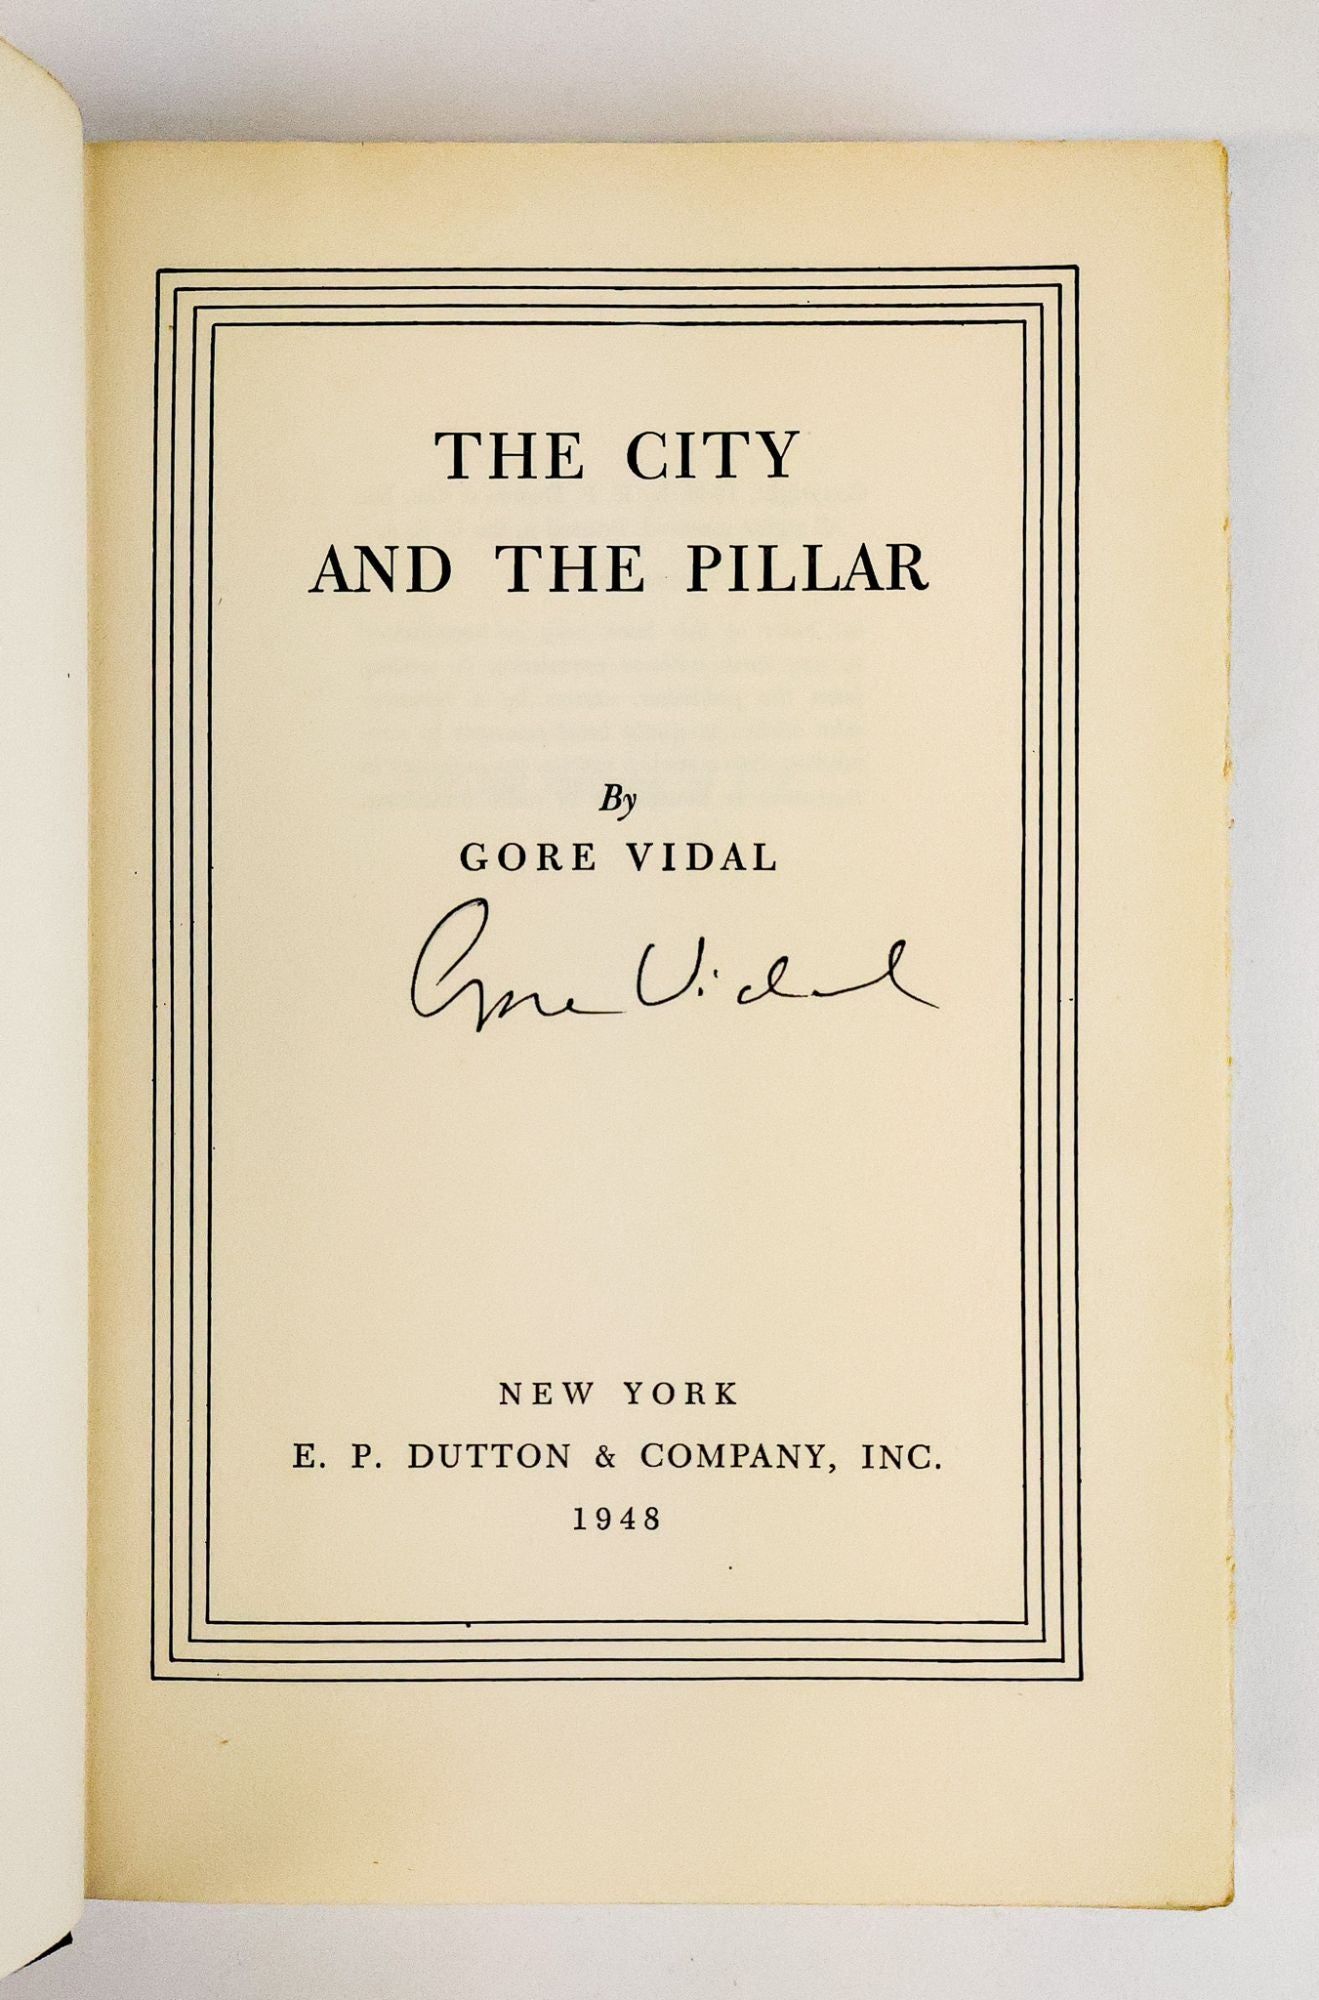 THE CITY
AND THE PILLAR
By
GORE VIDAL
Gore Vidal
NEW YORK
E. P. DUTTON & COMPANY, INC.
1948